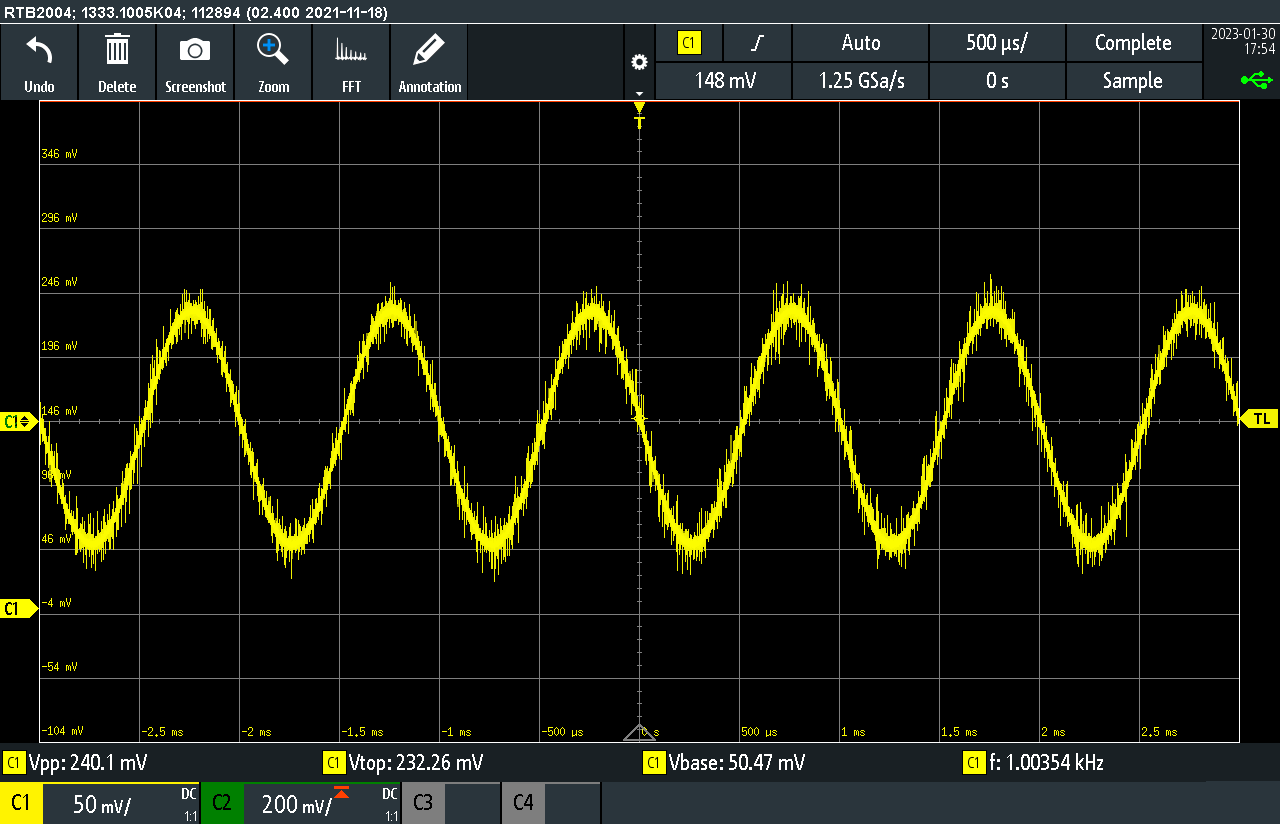 RTB2004; 1333.1005K04; 112894 (02.400 2021-11-18)
Undo Delete Screenshot Zoom FFT Annotation
C1 Auto 500 µs/ Complete 2023-01-30
17:54
148 mV 1.25 GSa/s 0 s Sample
T
346 mV
296 mV
246 mV
196 mV
146 mV
C1 TL
96 mV
46 mV
-4 mV
C1
-54 mV
-104 mV -2.5 ms -2 ms -1.5 ms -1 ms -500 µs 0 s 500 µs 1 ms 1.5 ms 2 ms 2.5 ms
C1 Vpp: 240.1 mV C1 Vtop: 232.26 mV C1 Vbase: 50.47 mV C1 f: 1.00354 kHz
C1 50 mV/ DC 1:1 C2 200 mV/ DC 1:1 C3 C4